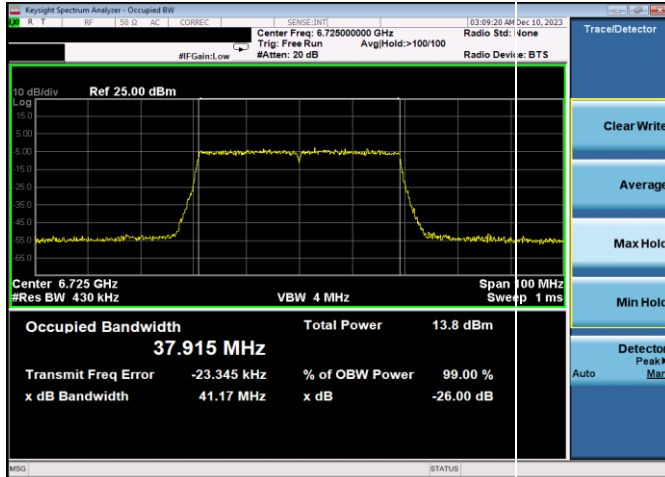 Keysight Spectrum Analyzer - Occupied BW
R T RF 50 Ω AC CORREC SENSE:INT 03:09:20 AM Dec 10, 2023
Center Freq: 6.725000000 GHz Radio Std: None
Trig: Free Run Avg|Hold:>100/100
#IFGain:Low #Atten: 20 dB Radio Device: BTS
Trace/Detector
10 dB/div Ref 25.00 dBm
Log
15.0
5.00
-5.00
-15.0
-25.0
-35.0
-45.0
-55.0
-65.0
Center 6.725 GHz Span 100 MHz
#Res BW 430 kHz VBW 4 MHz Sweep 1 ms
Occupied Bandwidth Total Power 13.8 dBm
37.915 MHz
Transmit Freq Error -23.345 kHz % of OBW Power 99.00 %
x dB Bandwidth 41.17 MHz x dB -26.00 dB
Clear Write
Average
Max Hold
Min Hold
Detector
Peak
Auto Man
MSG STATUS